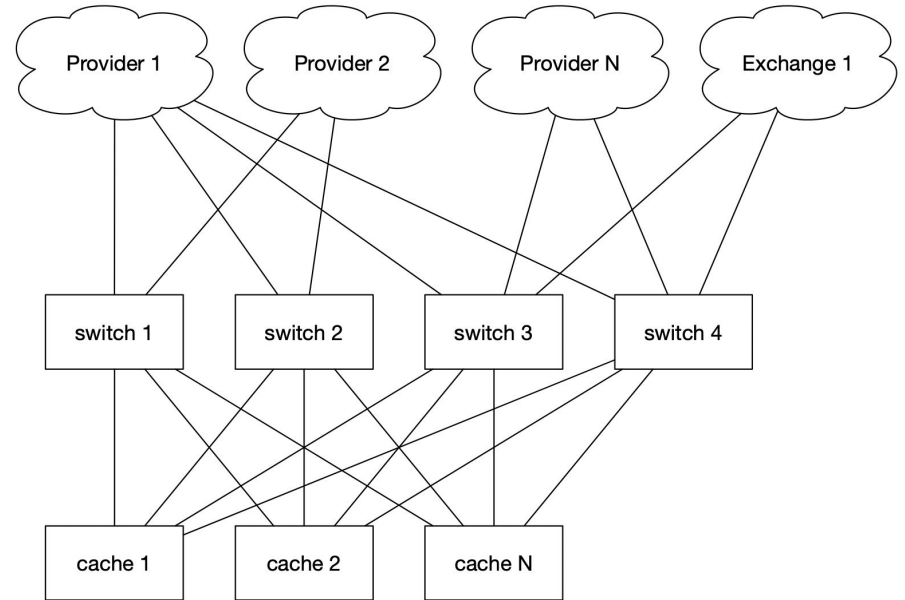 Provider 1
Provider 2
Provider N
Exchange 1
switch 1
switch 2
switch 3
switch 4
cache 1
cache 2
cache N